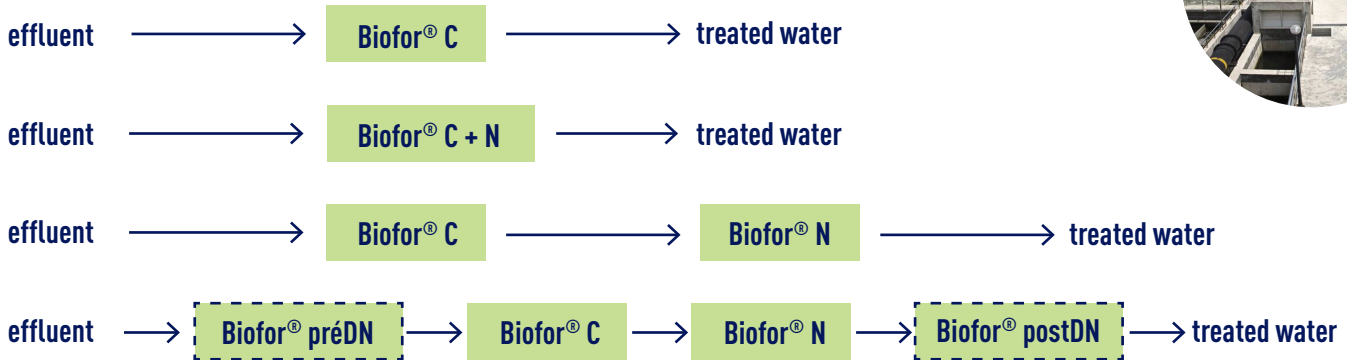 effluent Biofor® C treated water
effluent Biofor® C + N treated water
effluent Biofor® C Biofor® N treated water
effluent Biofor® préDN Biofor® C Biofor® N Biofor® postDN treated water